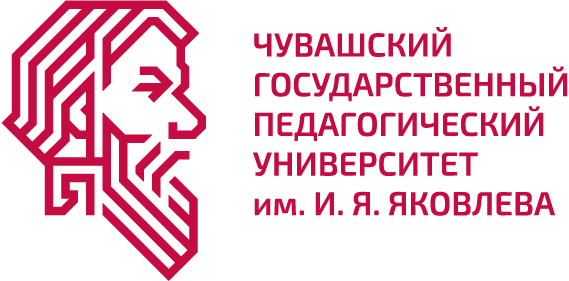 ЧУВАШСКИЙ
ГОСУДАРСТВЕННЫЙ
ПЕДАГОГИЧЕСКИЙ
УНИВЕРСИТЕТ
им. И. Я. ЯКОВЛЕВА